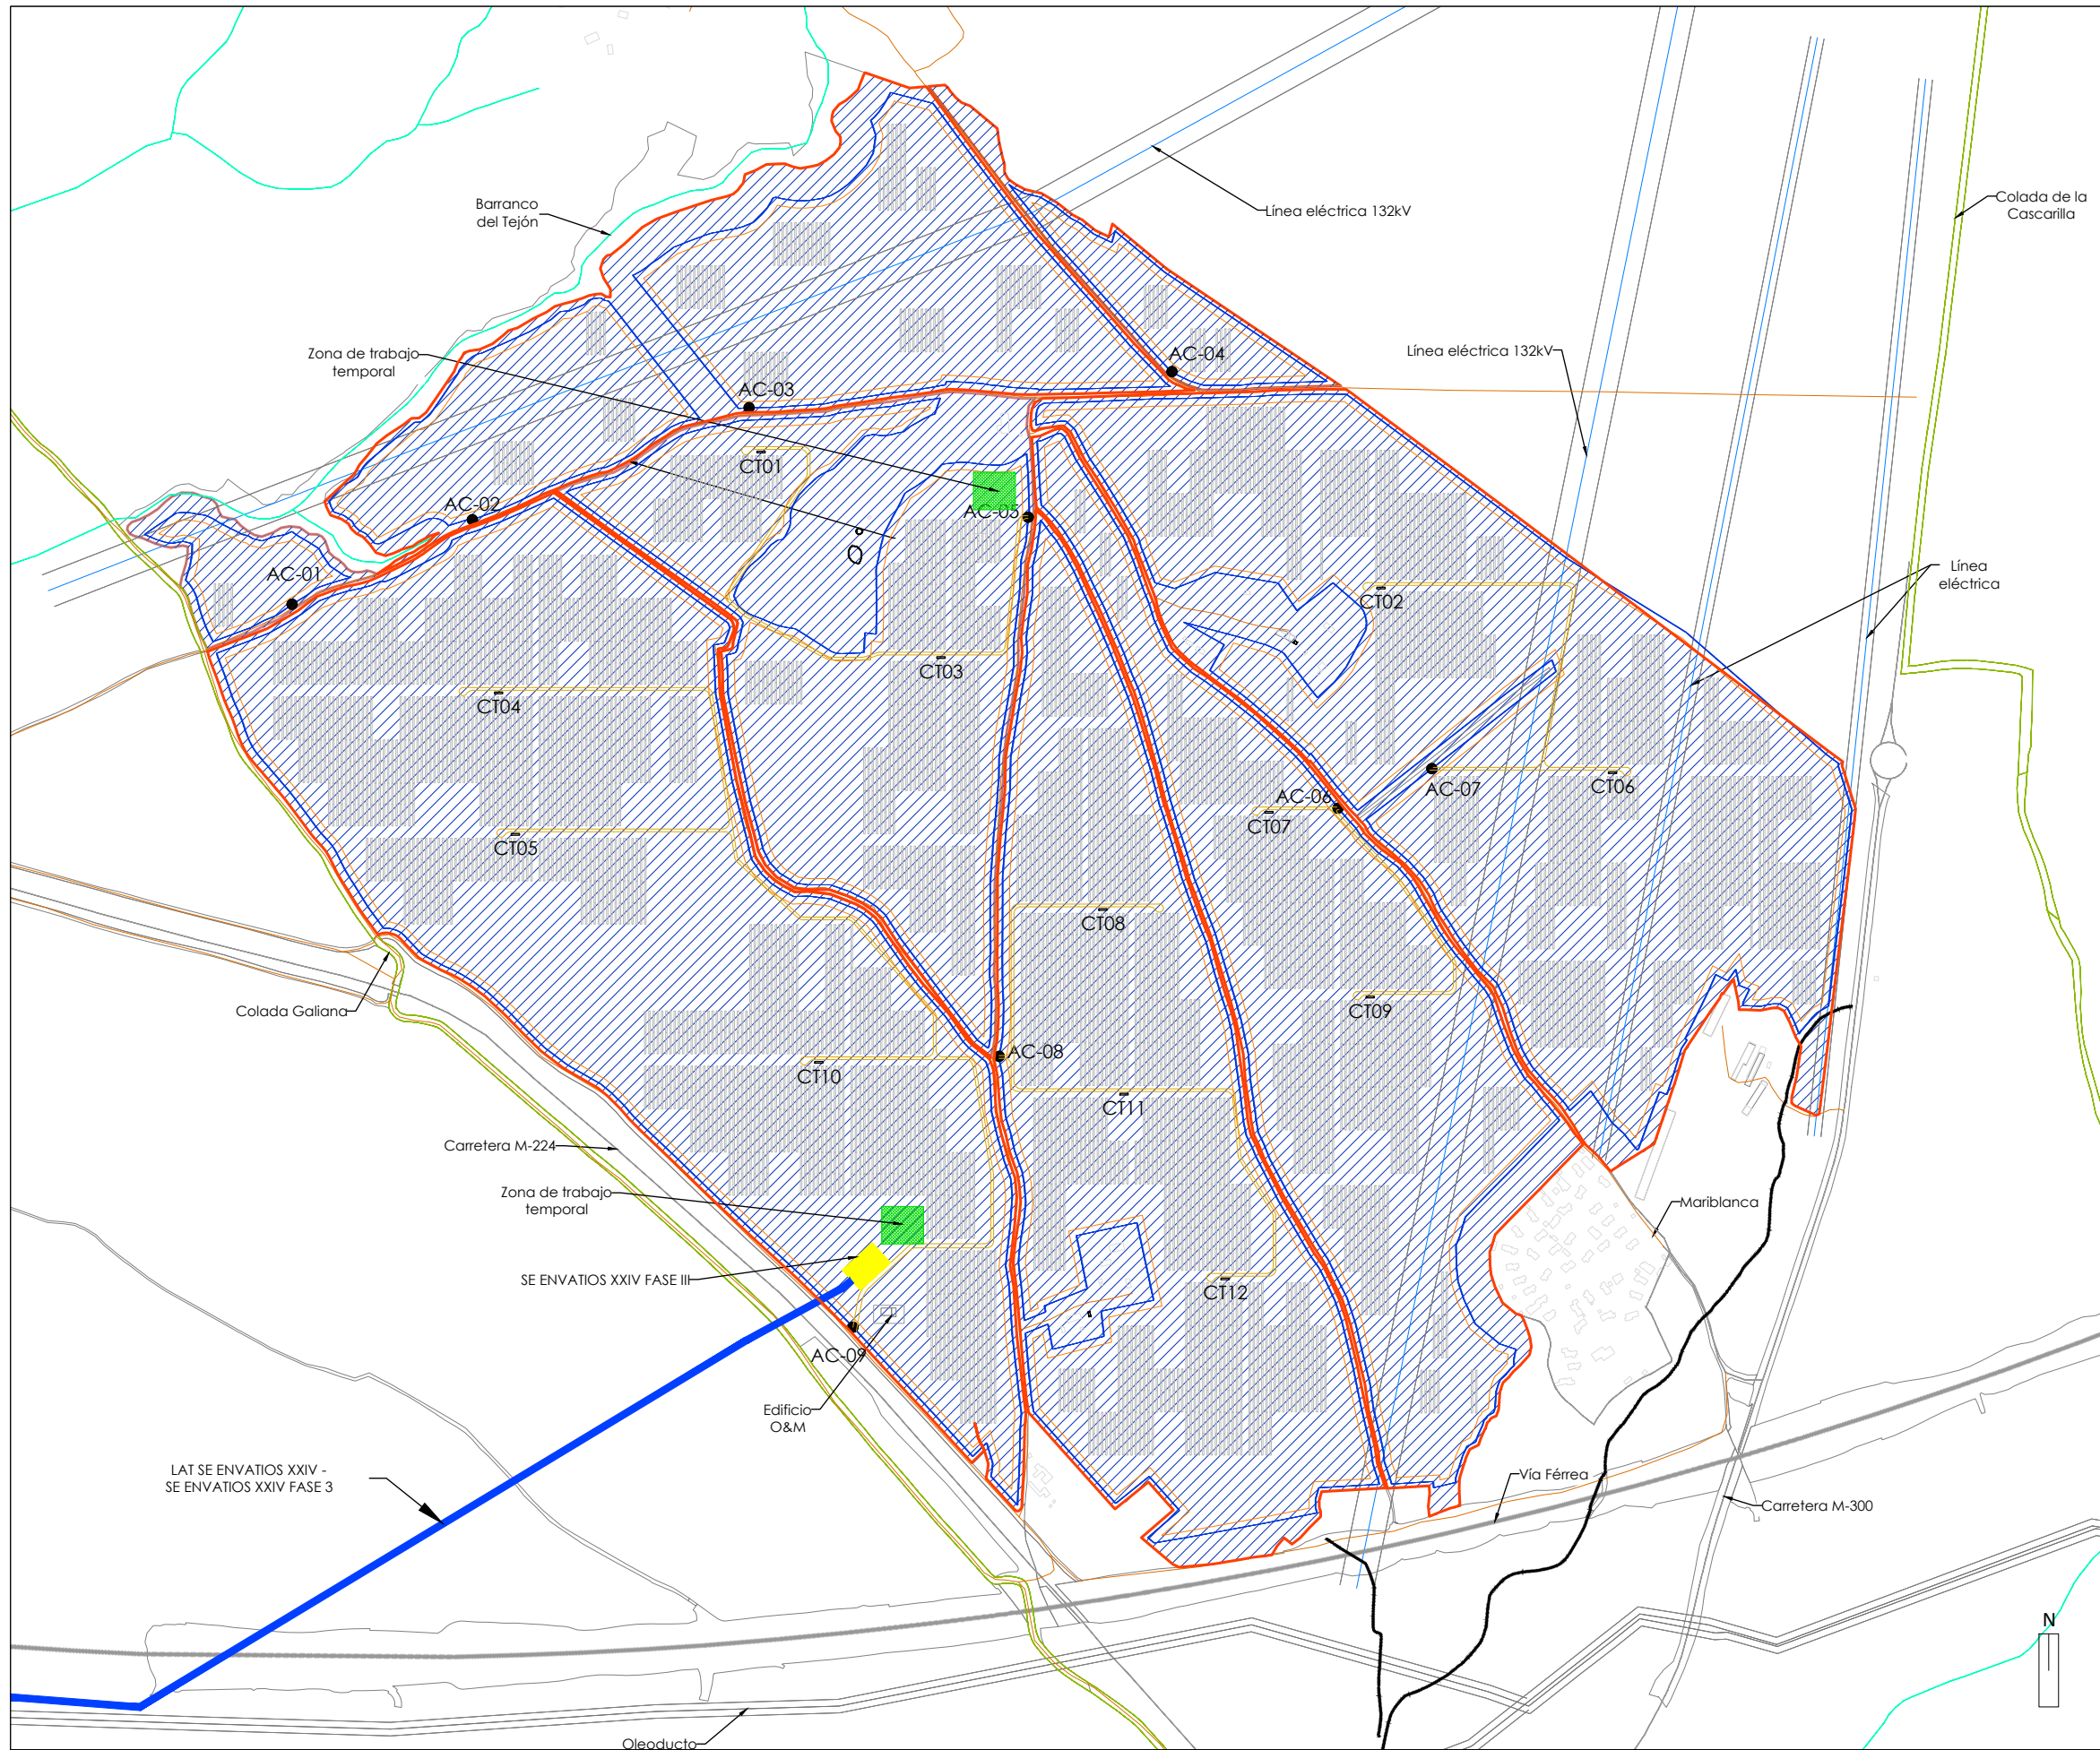 Barranco
del Tejón
Línea eléctrica 132kV
Colada de la
Cascarilla
Zona de trabajo
temporal
AC-04
Línea eléctrica 132kV
AC-03
CT01
AC-02
AC-05
Línea
eléctrica
AC-01
CT02
CT03
CT04
AC-07
CT06
AC-06
CT07
CT05
CT08
Colada Galiana
CT09
AC-08
CT10
CT11
Carretera M-224
Zona de trabajo
temporal
Mariblanca
SE ENVATIOS XXIV FASE III
CT12
AC-09
Edificio
O&M
LAT SE ENVATIOS XXIV -
SE ENVATIOS XXIV FASE 3
Vía Férrea
Carretera M-300
N
Oleoducto